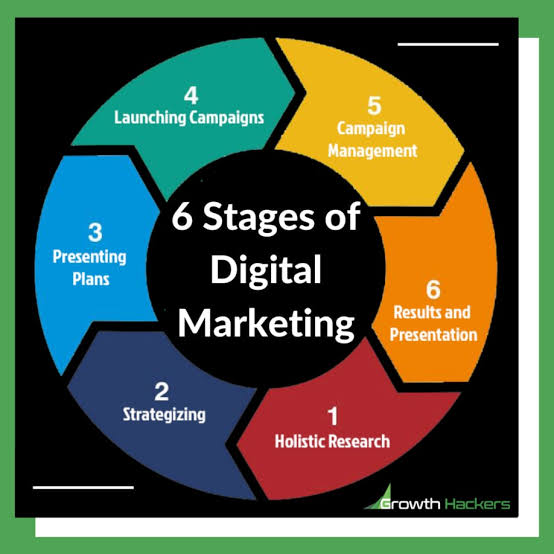 6 Stages of
Digital
Marketing
1
Holistic Research
2
Strategizing
3
Presenting
Plans
4
Launching Campaigns
5
Campaign
Management
6
Results and
Presentation
Growth Hackers